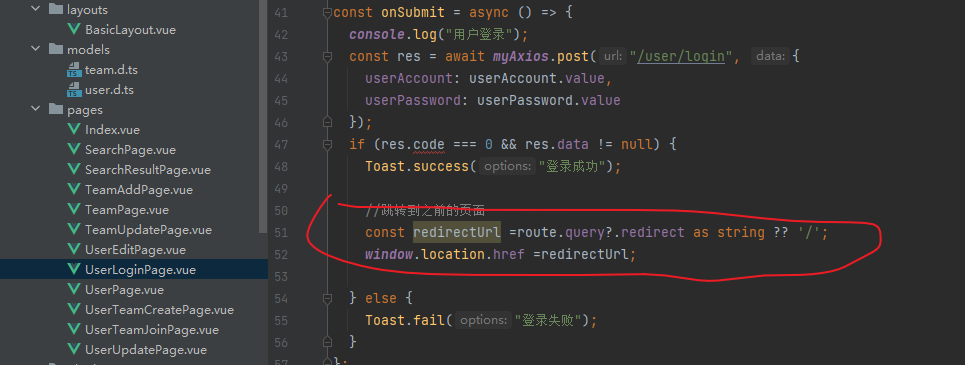 layouts
BasicLayout.vue
models
team.d.ts
user.d.ts
pages
Index.vue
SearchPage.vue
SearchResultPage.vue
TeamAddPage.vue
TeamPage.vue
TeamUpdatePage.vue
UserEditPage.vue
UserLoginPage.vue
UserPage.vue
UserTeamCreatePage.vue
UserTeamJoinPage.vue
UserUpdatePage.vue
41 const onSubmit = async () => {
42 console.log("用户登录");
43 const res = await myAxios.post( url: "/user/login", data: {
44 userAccount: userAccount.value,
45 userPassword: userPassword.value
46 });
47 if (res.code === 0 && res.data != null) {
48 Toast.success( options: "登录成功");
49
50 //跳转到之前的页面
51 const redirectUrl =route.query?.redirect as string ?? '/';
52 window.location.href =redirectUrl;
53
54 } else {
55 Toast.fail( options: "登录失败");
56 }
57 };